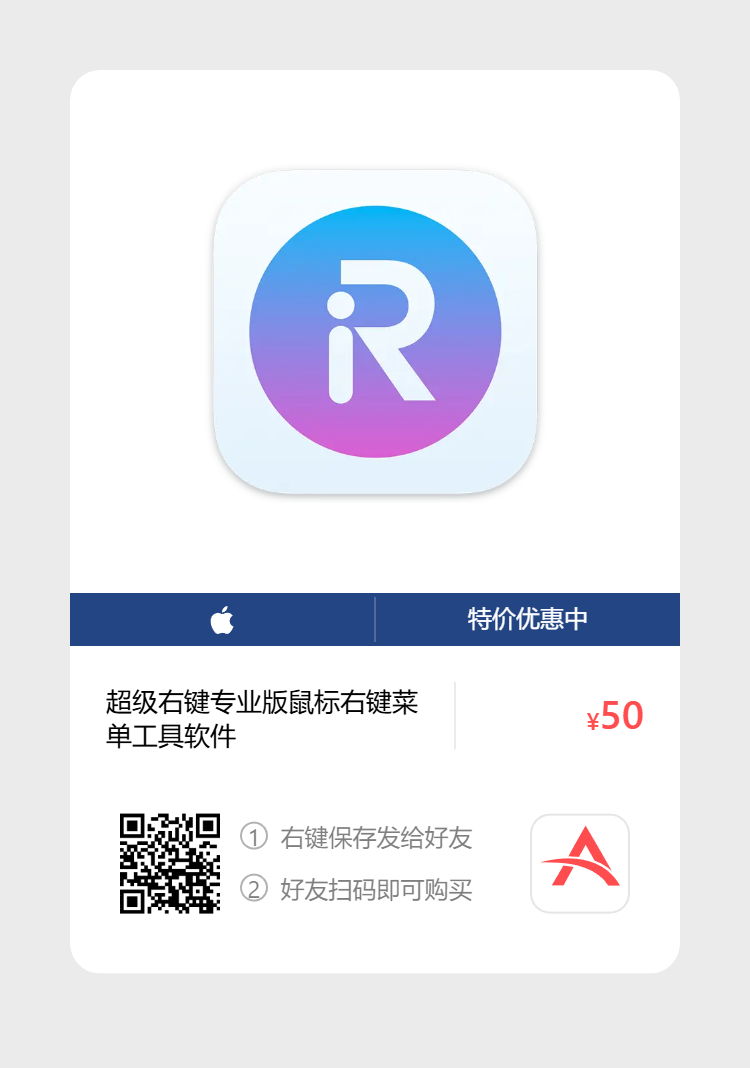 iR
特价优惠中
超级右键专业版鼠标右键菜
单工具软件
¥50
① 右键保存发给好友
② 好友扫码即可购买